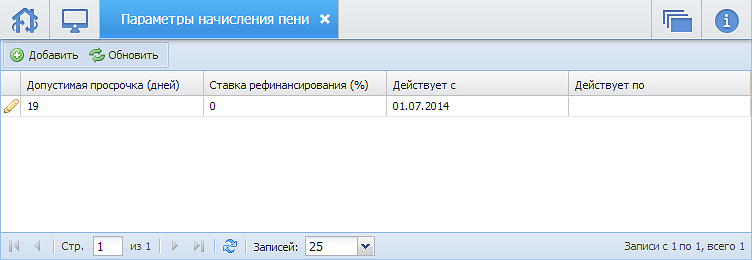 Параметры начисления пени
Добавить Обновить
Допустимая просрочка (дней) Ставка рефинансирования (%) Действует с Действует по
19 0 01.07.2014
Стр. 1 из 1 Записей: 25 Записи с 1 по 1, всего 1